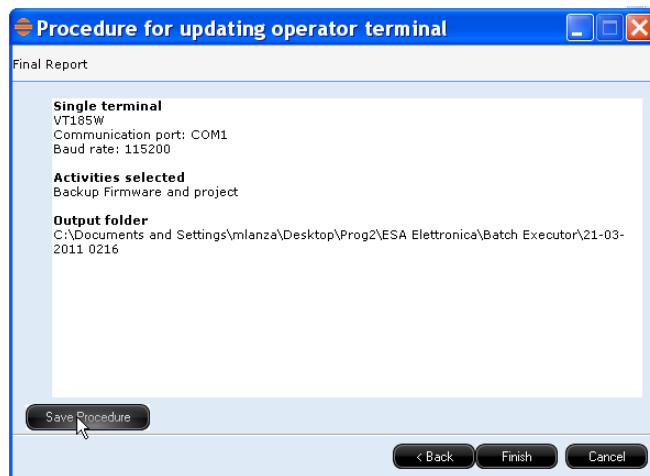 Procedure for updating operator terminal
Final Report
Single terminal
VT185W
Communication port: COM1
Baud rate: 115200
Activities selected
Backup Firmware and project
Output folder
C:\Documents and Settings\mlanza\Desktop\Prog2\ESA Elettronica\Batch Executor\21-03-
2011 0216
Save Procedure
< Back Finish Cancel